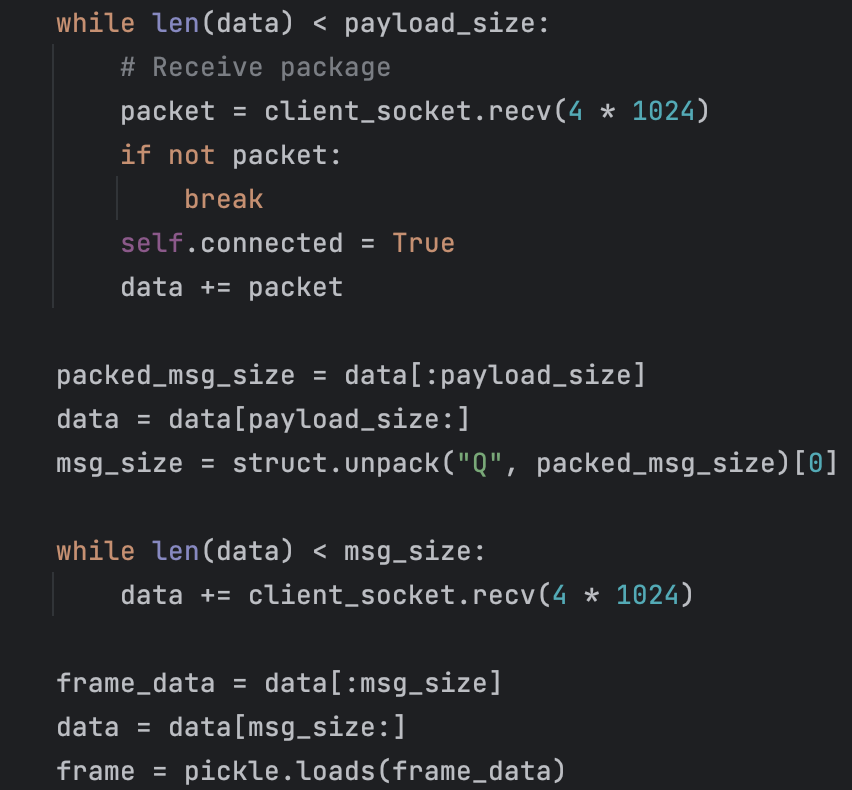 while len(data) < payload_size:
    # Receive package
    packet = client_socket.recv(4 * 1024)
    if not packet:
        break
    self.connected = True
    data += packet

packed_msg_size = data[:payload_size]
data = data[payload_size:]
msg_size = struct.unpack("Q", packed_msg_size)[0]

while len(data) < msg_size:
    data += client_socket.recv(4 * 1024)

frame_data = data[:msg_size]
data = data[msg_size:]
frame = pickle.loads(frame_data)